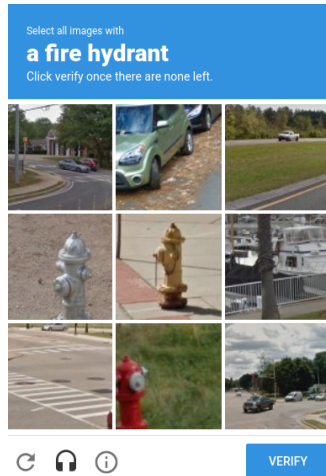 Select all images with
a fire hydrant
Click verify once there are none left.
VERIFY